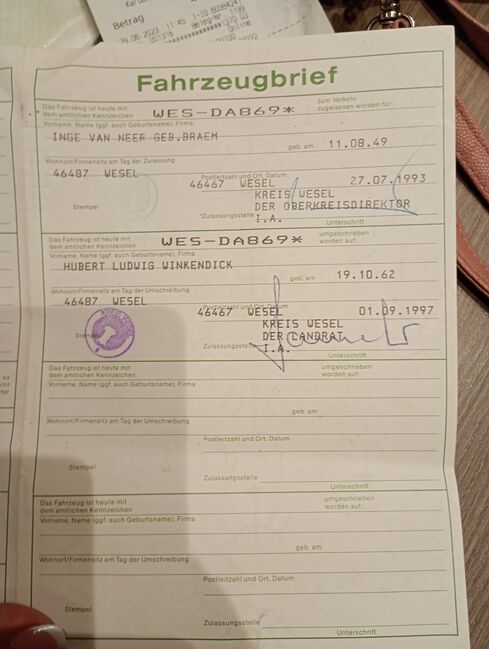 Betrag
Fahrzeugbrief
Das Fahrzeug ist heute mit
dem amtlichen Kennzeichen WES-DA869* zum Verkehr
zugelassen worden für:
Vorname, Name (ggf. auch Geburtsname), Firma
INGE VAN NEER GEB.BRAEM
geb. am 11.08.49
Wohnort/Firmensitz am Tag der Zulassung
46487 WESEL
Postleitzahl und Ort, Datum
46467 WESEL 27.07.1993
KREIS WESEL
Stempel DER OBERKREISDIREKTOR
Zulassungsstelle I.A.
Unterschrift
Das Fahrzeug ist heute mit
dem amtlichen Kennzeichen WES-DA869* umgeschrieben
worden auf:
Vorname, Name (ggf. auch Geburtsname), Firma
HUBERT LUDWIG WINKENDICK
geb. am 19.10.62
Wohnort/Firmensitz am Tag der Umschreibung
46487 WESEL
Postleitzahl und Ort, Datum
46467 WESEL 01.09.1997
KREIS WESEL
Stempel DER LANDRAT
Zulassungsstelle I.A.
Unterschrift
Das Fahrzeug ist heute mit
dem amtlichen Kennzeichen umgeschrieben
worden auf:
Vorname, Name (ggf. auch Geburtsname), Firma
geb. am
Wohnort/Firmensitz am Tag der Umschreibung
Postleitzahl und Ort, Datum
Stempel
Zulassungsstelle
Unterschrift
Das Fahrzeug ist heute mit
dem amtlichen Kennzeichen umgeschrieben
worden auf:
Vorname, Name (ggf. auch Geburtsname), Firma
geb. am
Wohnort/Firmensitz am Tag der Umschreibung
Postleitzahl und Ort, Datum
Stempel
Zulassungsstelle
Unterschrift